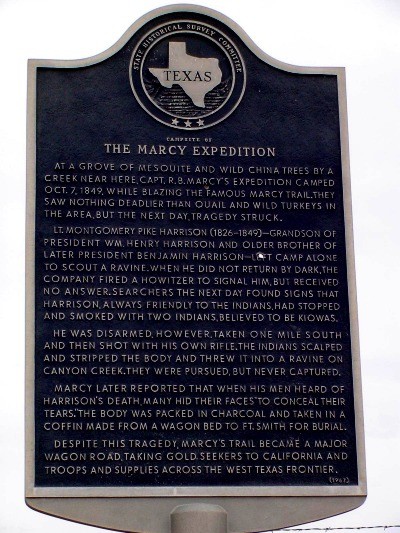 STATE HISTORICAL SURVEY COMMITTEE
TEXAS
CAMPSITE OF
THE MARCY EXPEDITION
AT A GROVE OF MESQUITE AND WILD CHINA TREES BY A
CREEK NEAR HERE, CAPT. R.B. MARCY'S EXPEDITION CAMPED
OCT. 7, 1849, WHILE BLAZING THE FAMOUS MARCY TRAIL. THEY
SAW NOTHING DEADLIER THAN QUAIL AND WILD TURKEYS IN
THE AREA, BUT THE NEXT DAY, TRAGEDY STRUCK.
LT. MONTGOMERY PIKE HARRISON (1826-1849)—GRANDSON OF
PRESIDENT WM. HENRY HARRISON AND OLDER BROTHER OF
LATER PRESIDENT BENJAMIN HARRISON—LEFT CAMP ALONE
TO SCOUT A RAVINE. WHEN HE DID NOT RETURN BY DARK, THE
COMPANY FIRED A HOWITZER TO SIGNAL HIM, BUT RECEIVED
NO ANSWER. SEARCHERS THE NEXT DAY FOUND SIGNS THAT
HARRISON, ALWAYS FRIENDLY TO THE INDIANS, HAD STOPPED
AND SMOKED WITH TWO INDIANS, BELIEVED TO BE KIOWAS.
HE WAS DISARMED, HOWEVER, TAKEN ONE MILE SOUTH
AND THEN SHOT WITH HIS OWN RIFLE. THE INDIANS SCALPED
AND STRIPPED THE BODY AND THREW IT INTO A RAVINE ON
CANYON CREEK. THEY WERE PURSUED, BUT NEVER CAPTURED.
MARCY LATER REPORTED THAT WHEN HIS MEN HEARD OF
HARRISON'S DEATH, MANY HID THEIR FACES "TO CONCEAL THEIR
TEARS." THE BODY WAS PACKED IN CHARCOAL AND TAKEN IN A
COFFIN MADE FROM A WAGON BED TO FT. SMITH FOR BURIAL.
DESPITE THIS TRAGEDY, MARCY'S TRAIL BECAME A MAJOR
WAGON ROAD, TAKING GOLD SEEKERS TO CALIFORNIA AND
TROOPS AND SUPPLIES ACROSS THE WEST TEXAS FRONTIER.